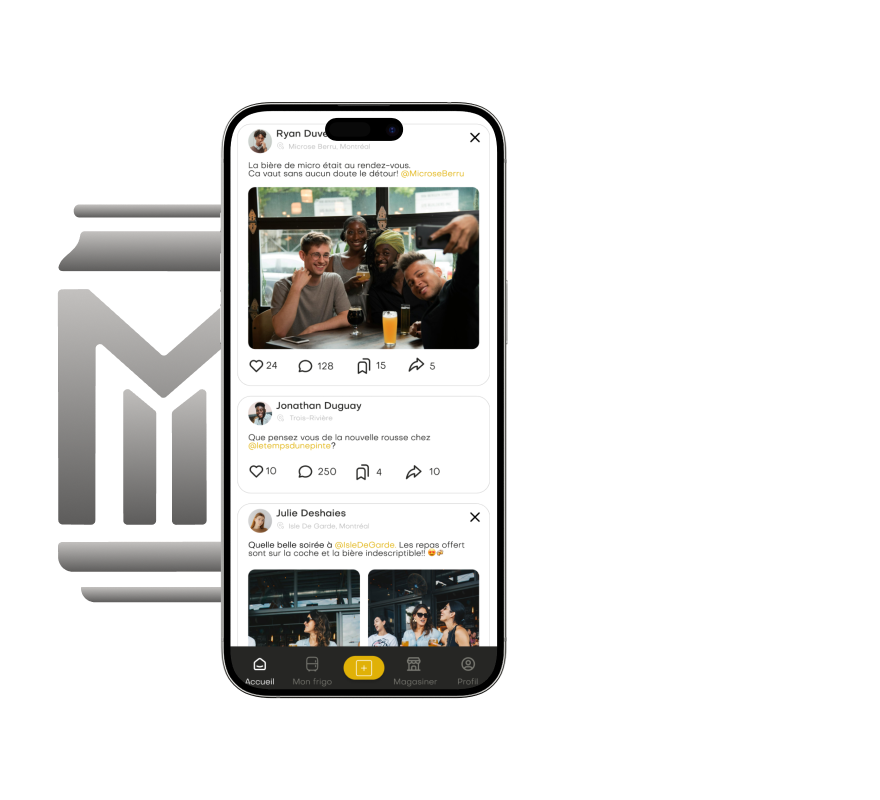 Ryan Duve
Microse Berru, Montréal
La bière de micro était au rendez-vous.
Ca vaut sans aucun doute le détour! @MicroseBerru
24 128 15 5
Jonathan Duguay
Trois-Rivière
Que pensez vous de la nouvelle rousse chez
@letempsdunepinte?
10 250 4 10
Julie Deshaies
Isle De Garde, Montréal
Quelle belle soirée à @IsleDeGarde. Les repas offert
sont sur la coche et la bière indescriptible!! 😍🍻
Accueil Mon frigo Magasiner Profil